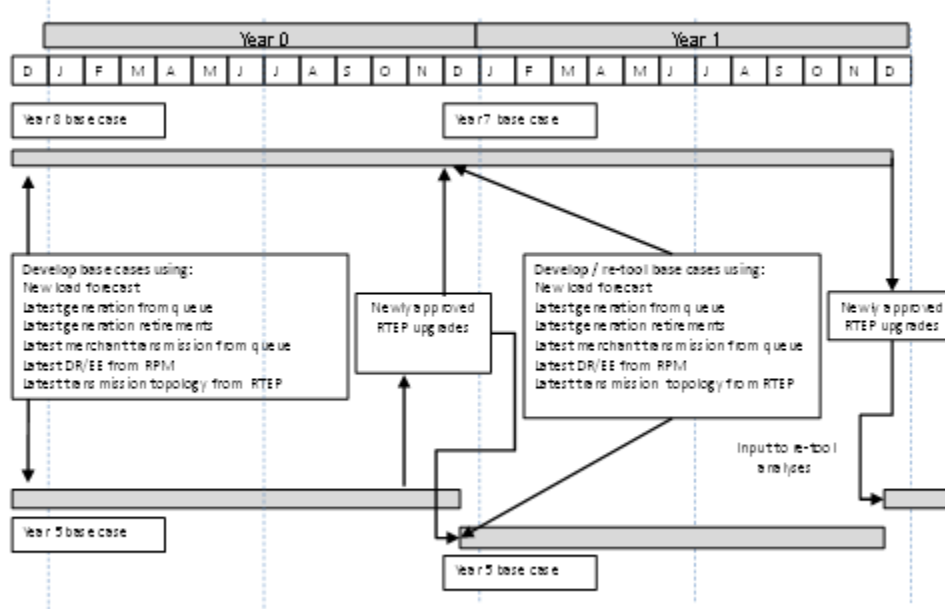 Year 0
Year 1
D J F M A M J J A S O N D J F M A M J J A S O N D
Year 8 base case
Year 7 base case
Develop base cases using:
New load forecast
Latest generation from queue
Latest generation retirements
Latest merchant transmission from queue
Latest DR/EE from RPM
Latest transmission topology from RTEP
Newly approved
RTEP upgrades
Develop / re-tool base cases using:
New load forecast
Latest generation from queue
Latest generation retirements
Latest merchant transmission from queue
Latest DR/EE from RPM
Latest transmission topology from RTEP
Newly approved
RTEP upgrades
Input to re-tool
analyses
Year 5 base case
Year 5 base case